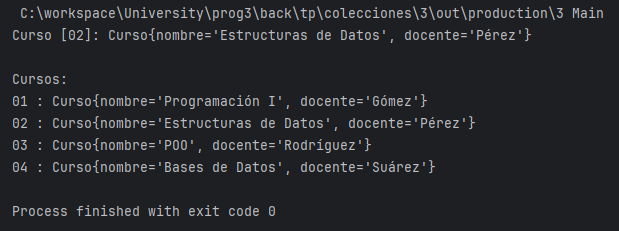 C:\workspace\University\prog3\back\tp\colecciones\3\out\production\3 Main
Curso [02]: Curso{nombre='Estructuras de Datos', docente='Pérez'}
Cursos:
01 : Curso{nombre='Programación I', docente='Gómez'}
02 : Curso{nombre='Estructuras de Datos', docente='Pérez'}
03 : Curso{nombre='POO', docente='Rodríguez'}
04 : Curso{nombre='Bases de Datos', docente='Suárez'}
Process finished with exit code 0